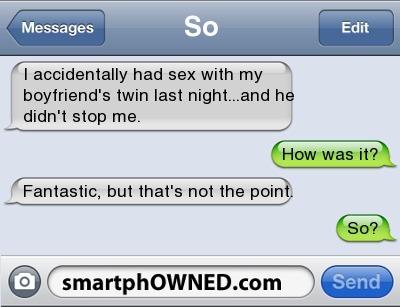 Messages
So
Edit
I accidentally had sex with my
boyfriend's twin last night...and he
didn't stop me.
How was it?
Fantastic, but that's not the point.
So?
smartphOWNED.com
Send